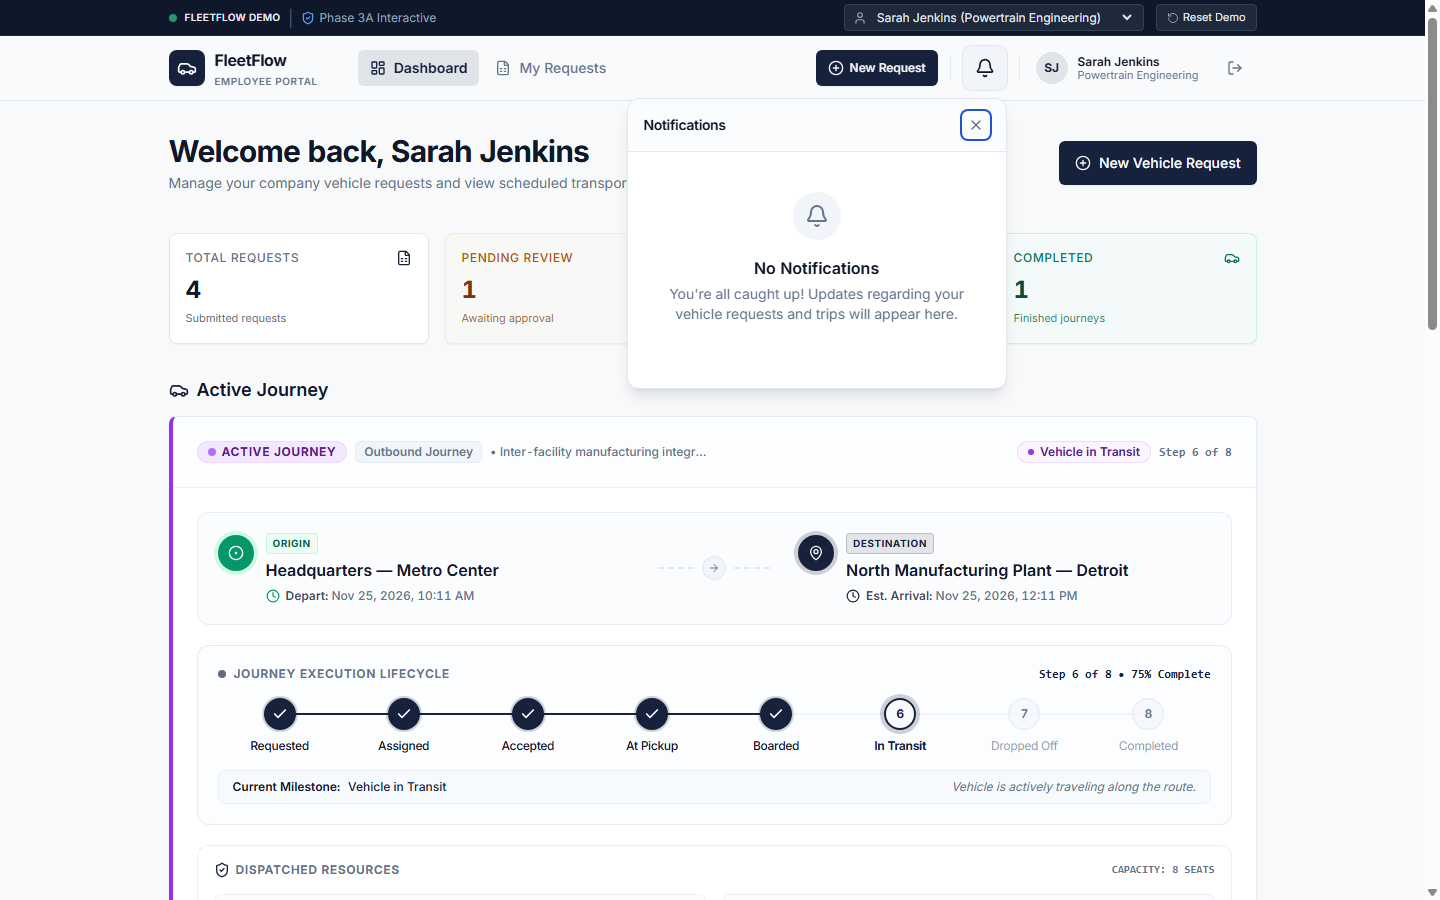 FLEETFLOW DEMO
Phase 3A Interactive
Sarah Jenkins (Powertrain Engineering)
Reset Demo
FleetFlow
EMPLOYEE PORTAL
Dashboard
My Requests
New Request
SJ
Sarah Jenkins
Powertrain Engineering
Notifications
No Notifications
You're all caught up! Updates regarding your
vehicle requests and trips will appear here.
Welcome back, Sarah Jenkins
Manage your company vehicle requests and view scheduled transpor
New Vehicle Request
TOTAL REQUESTS
4
Submitted requests
PENDING REVIEW
1
Awaiting approval
COMPLETED
1
Finished journeys
Active Journey
ACTIVE JOURNEY
Outbound Journey
• Inter-facility manufacturing integr...
Vehicle in Transit
Step 6 of 8
ORIGIN
Headquarters — Metro Center
Depart: Nov 25, 2026, 10:11 AM
DESTINATION
North Manufacturing Plant — Detroit
Est. Arrival: Nov 25, 2026, 12:11 PM
JOURNEY EXECUTION LIFECYCLE
Step 6 of 8 • 75% Complete
6
7
8
Requested
Assigned
Accepted
At Pickup
Boarded
In Transit
Dropped Off
Completed
Current Milestone: Vehicle in Transit
Vehicle is actively traveling along the route.
DISPATCHED RESOURCES
CAPACITY: 8 SEATS